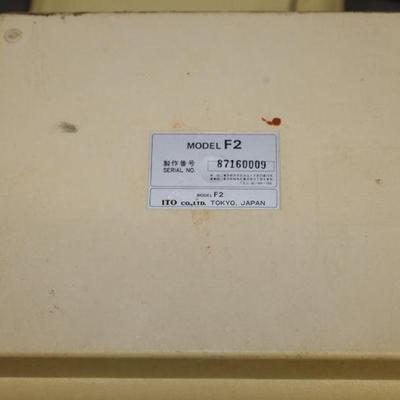 MODEL F2
製作番号 87160009
SERIAL NO.
MODEL F2
ITO CO.,LTD. TOKYO, JAPAN